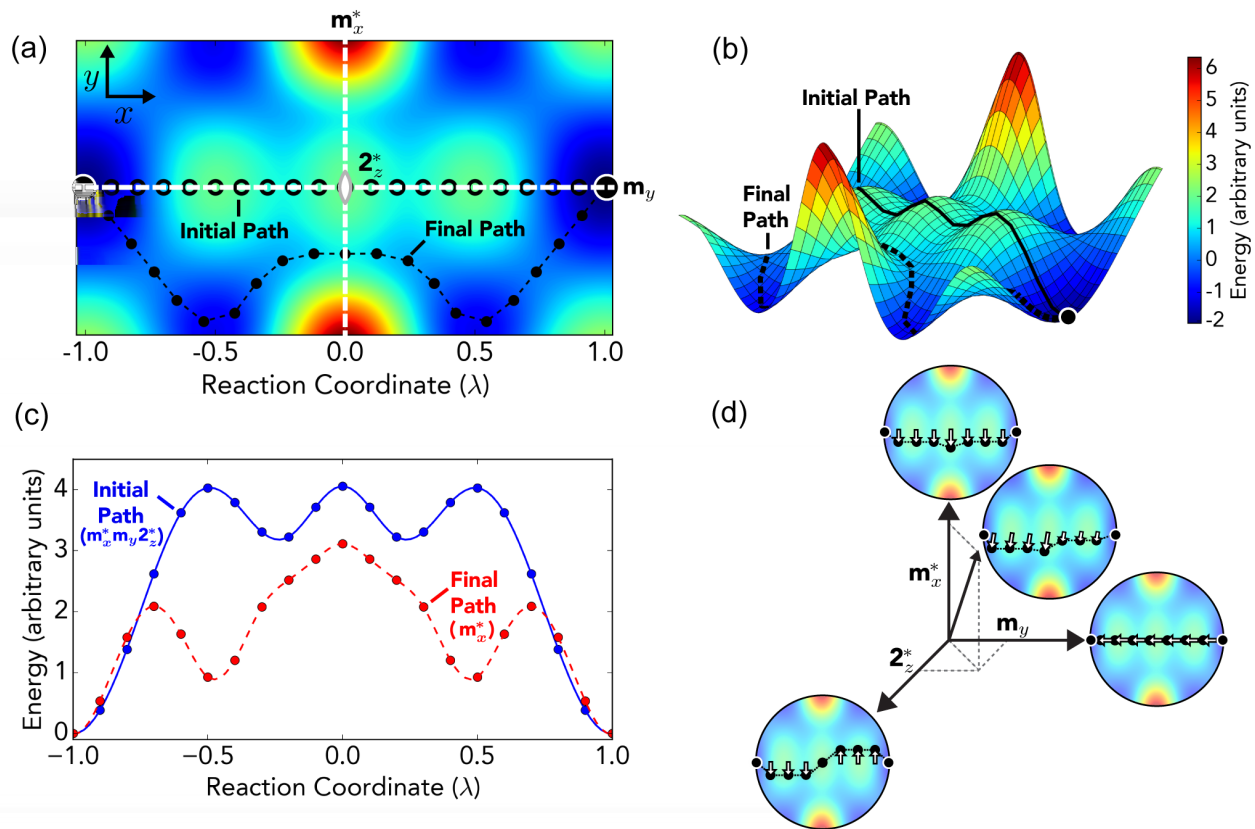 (a)
m*x
y
x
2*z
my
Initial Path
Final Path
-1.0 -0.5 0.0 0.5 1.0
Reaction Coordinate (λ)
(b)
Initial Path
Final
Path
6
5
4
3
2
1
0
-1
-2
Energy (arbitrary units)
(c)
Energy (arbitrary units)
4
3
2
1
0
Initial
Path
(m*x my 2*z)
Final
Path
(m*x)
−1.0 −0.5 0.0 0.5 1.0
Reaction Coordinate (λ)
(d)
m*x
my
2*z